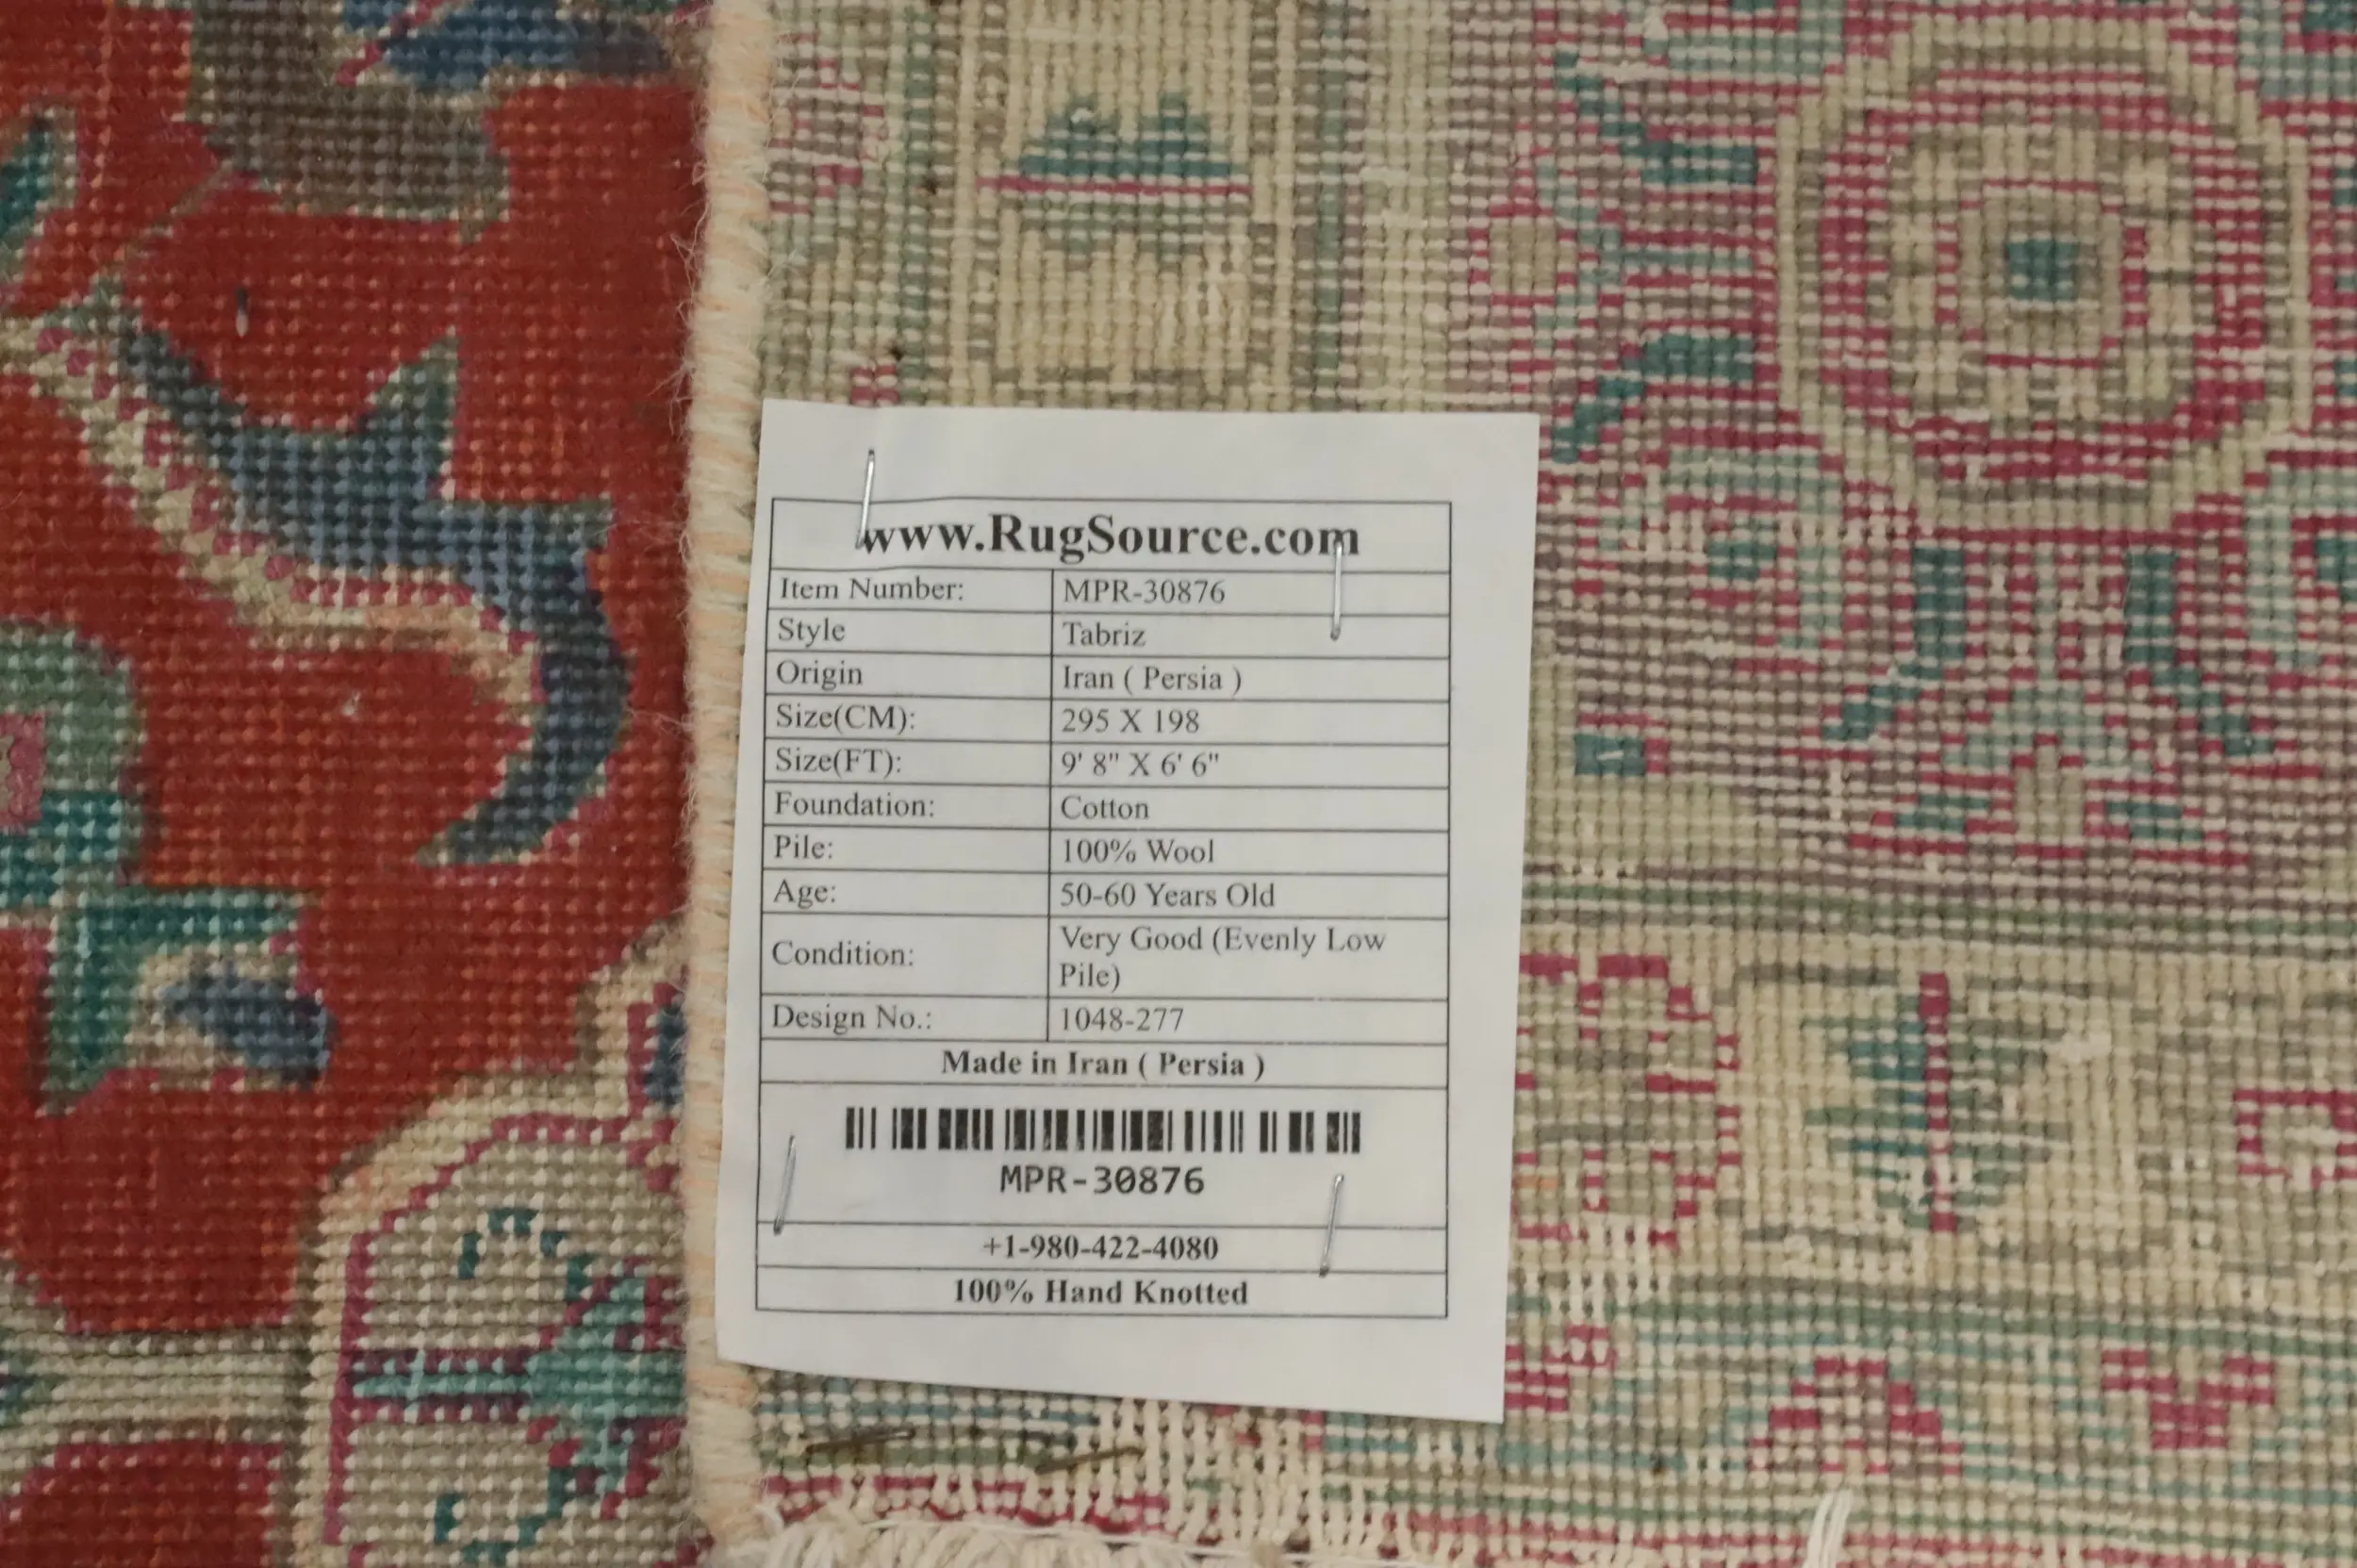 www.RugSource.com
Item Number: MPR-30876
Style Tabriz
Origin Iran ( Persia )
Size(CM): 295 X 198
Size(FT): 9' 8" X 6' 6"
Foundation: Cotton
Pile: 100% Wool
Age: 50-60 Years Old
Condition: Very Good (Evenly Low
Pile)
Design No.: 1048-277
Made in Iran ( Persia )
MPR-30876
+1-980-422-4080
100% Hand Knotted